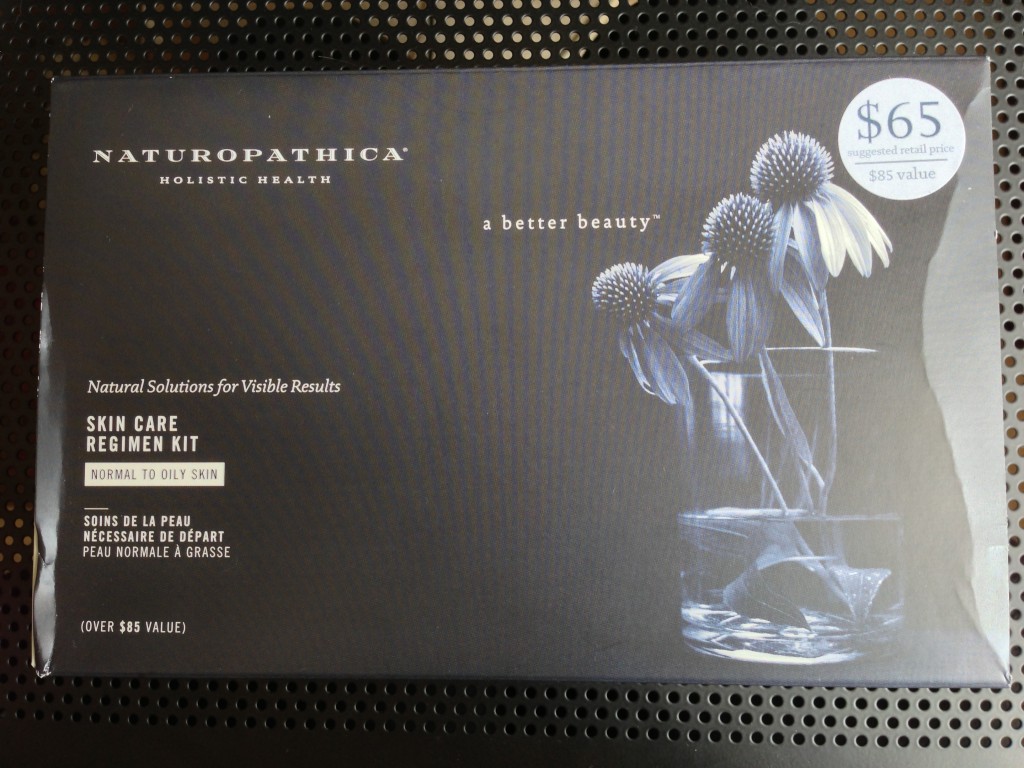 NATUROPATHICA®
HOLISTIC HEALTH
$65
suggested retail price
$85 value
a better beauty™
Natural Solutions for Visible Results
SKIN CARE
REGIMEN KIT
NORMAL TO OILY SKIN
SOINS DE LA PEAU
NÉCESSAIRE DE DÉPART
PEAU NORMALE À GRASSE
(OVER $85 VALUE)